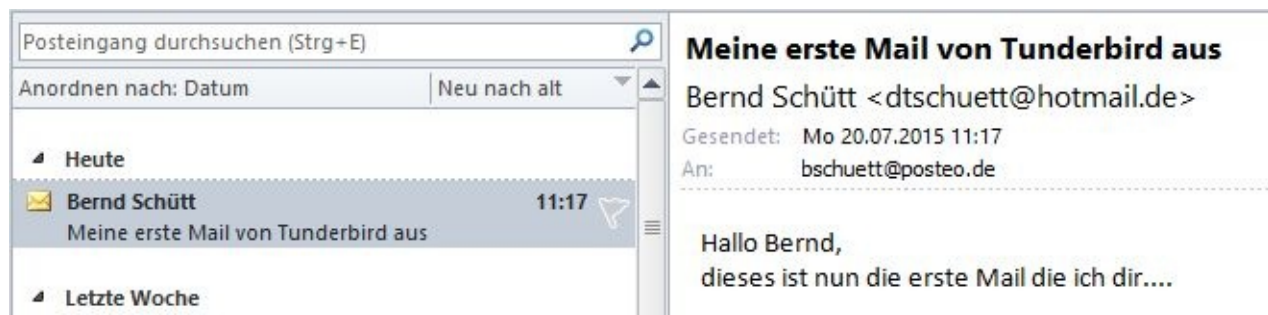 Posteingang durchsuchen (Strg+E)
Anordnen nach: Datum Neu nach alt
Heute
Bernd Schütt 11:17
Meine erste Mail von Tunderbird aus
Letzte Woche
Meine erste Mail von Tunderbird aus
Bernd Schütt <dtschuett@hotmail.de>
Gesendet: Mo 20.07.2015 11:17
An: bschuett@posteo.de
Hallo Bernd,
dieses ist nun die erste Mail die ich dir....